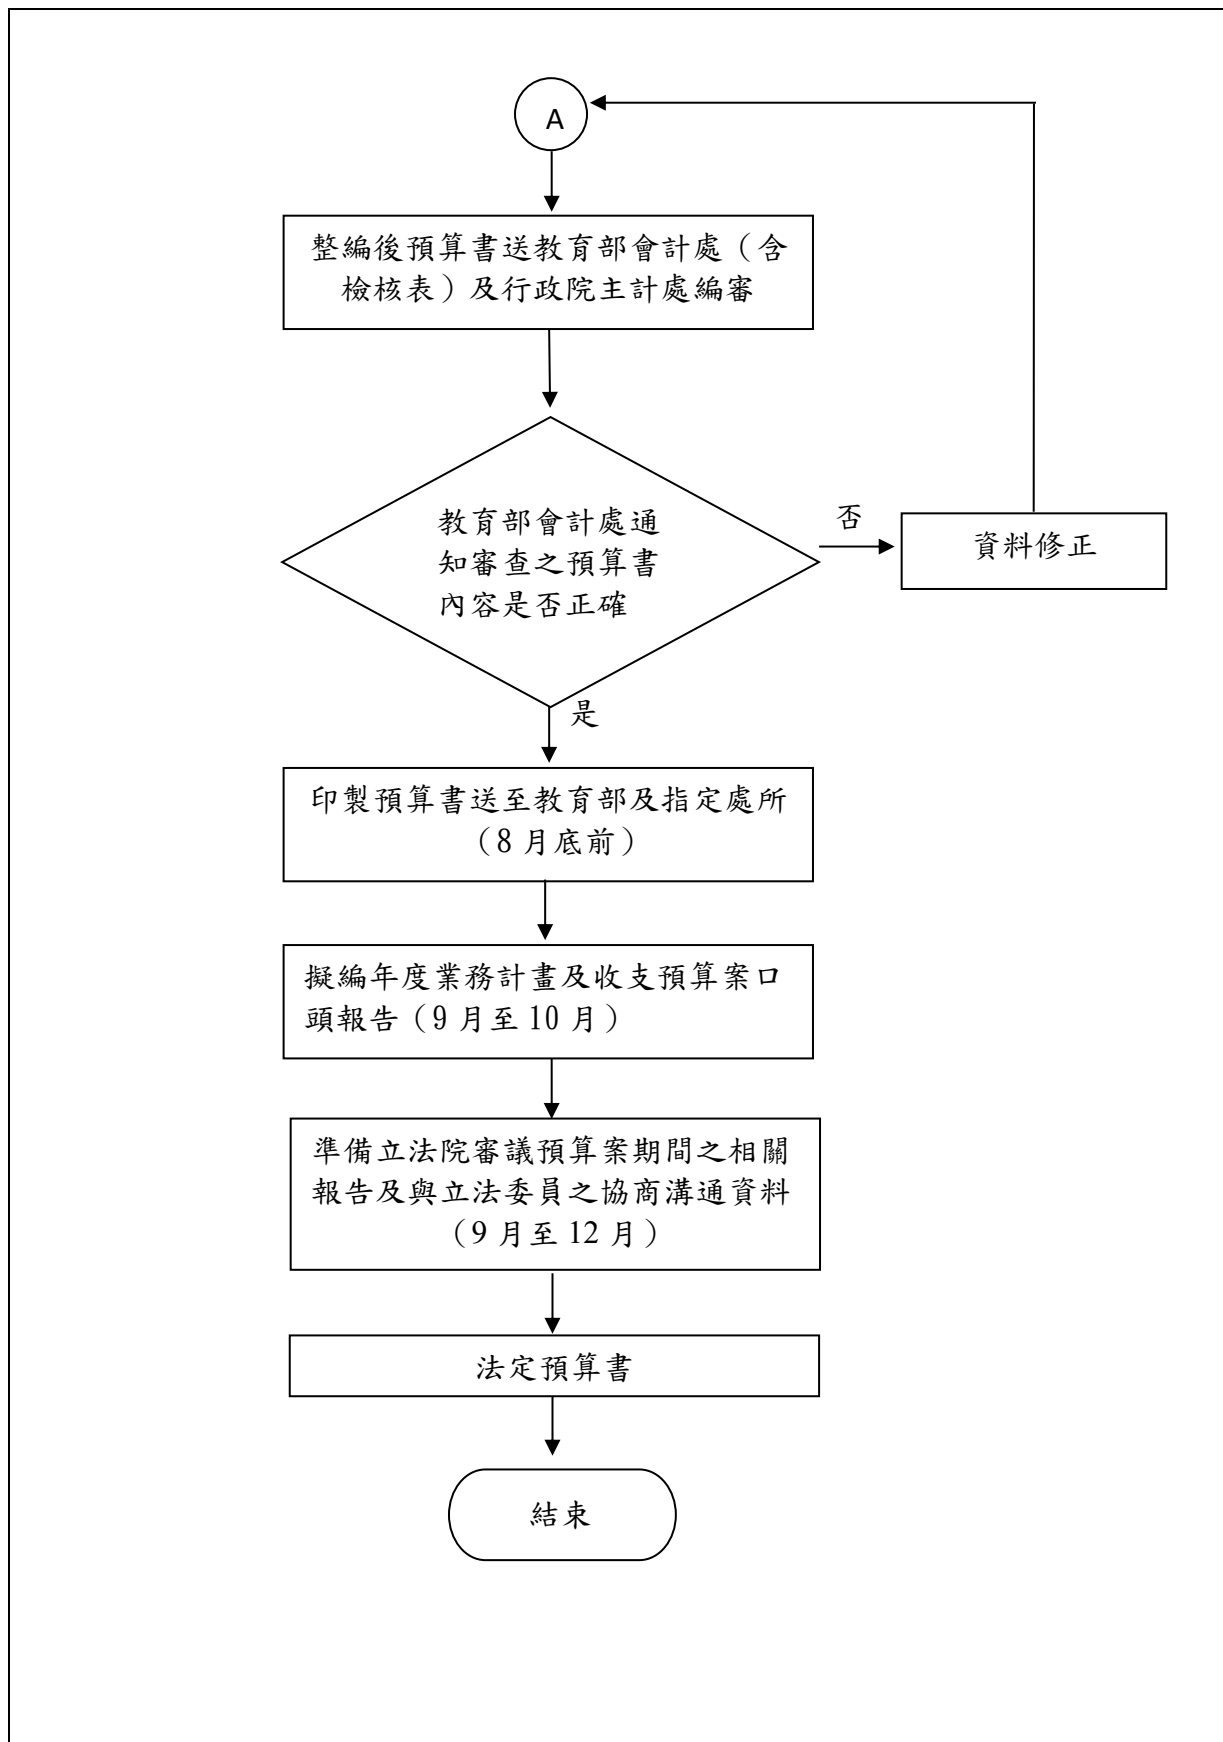 A
整編後預算書送教育部會計處（含
檢核表）及行政院主計處編審
教育部會計處通
知審查之預算書
內容是否正確
否
資料修正
是
印製預算書送至教育部及指定處所
（8 月底前）
擬編年度業務計畫及收支預算案口
頭報告（9 月至 10 月）
準備立法院審議預算案期間之相關
報告及與立法委員之協商溝通資料
（9 月至 12 月）
法定預算書
結束